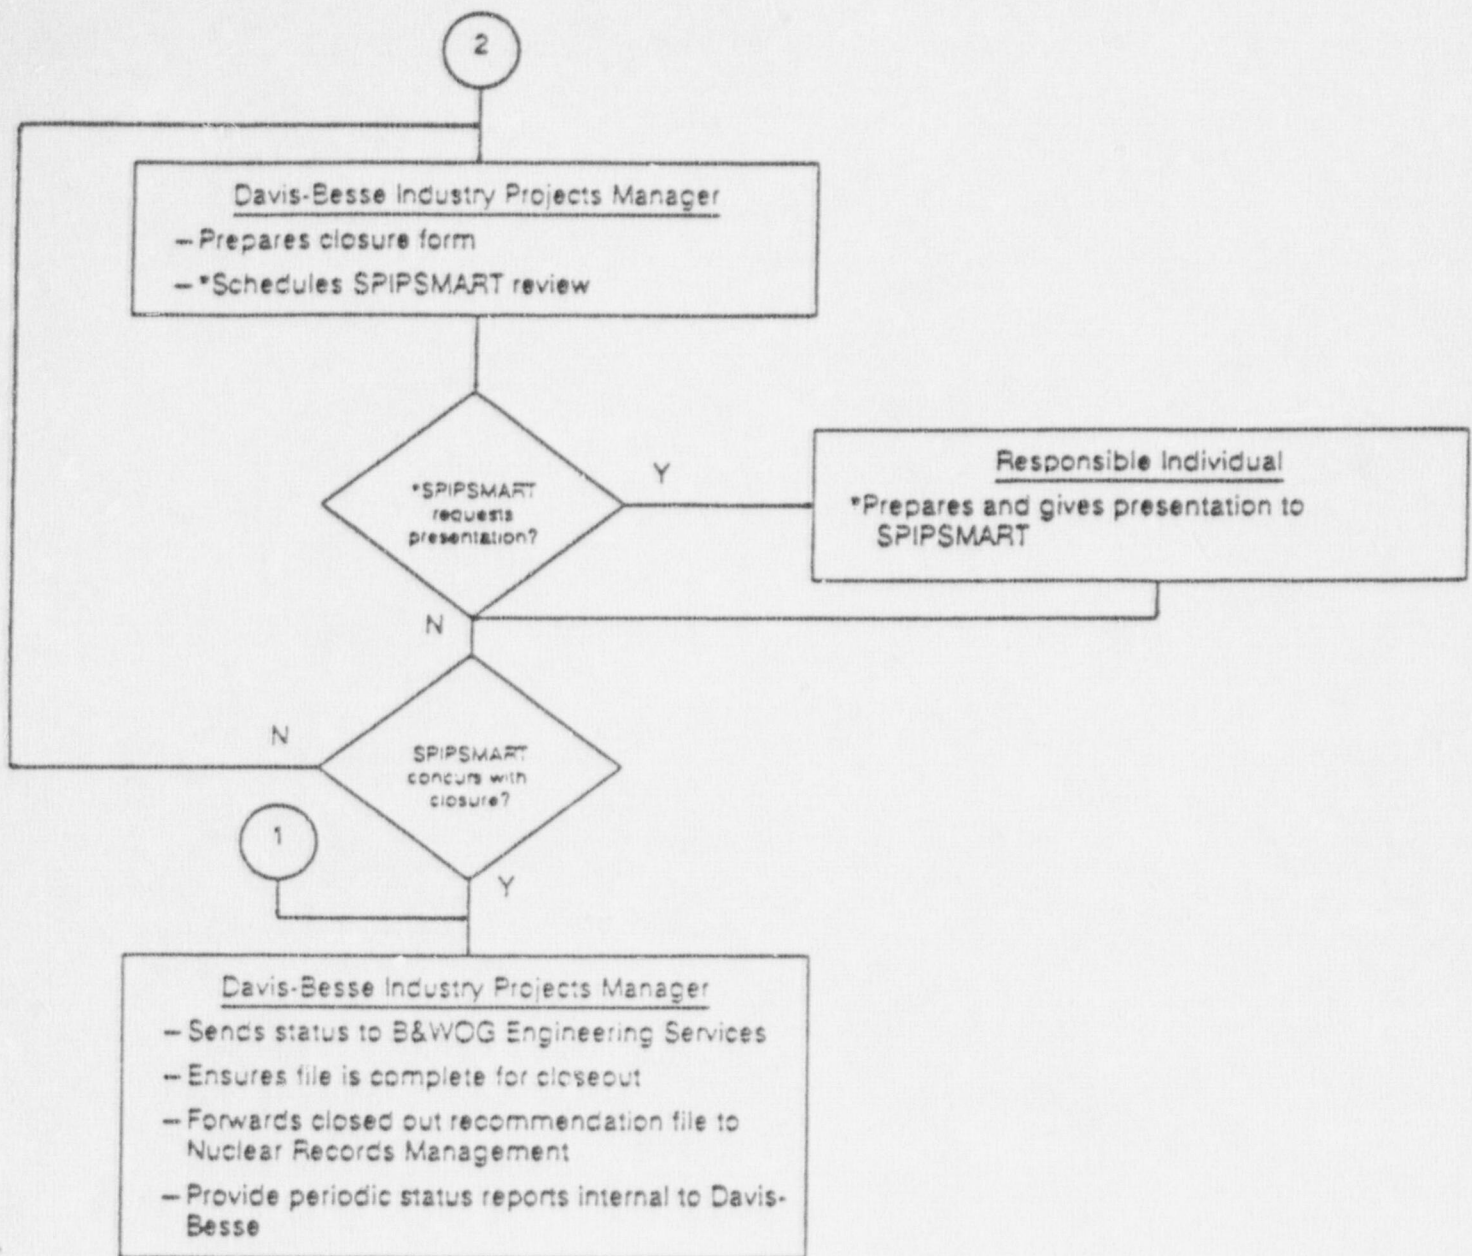 2
Davis-Besse Industry Projects Manager
– Prepares closure form
– *Schedules SPIPSMART review
*SPIPSMART
requests
presentation?
Y
Responsible Individual
*Prepares and gives presentation to
SPIPSMART
N
SPIPSMART
concurs with
closure?
N
1
Y
Davis-Besse Industry Projects Manager
– Sends status to B&WOG Engineering Services
– Ensures file is complete for closeout
– Forwards closed out recommendation file to
Nuclear Records Management
– Provide periodic status reports internal to Davis-
Besse